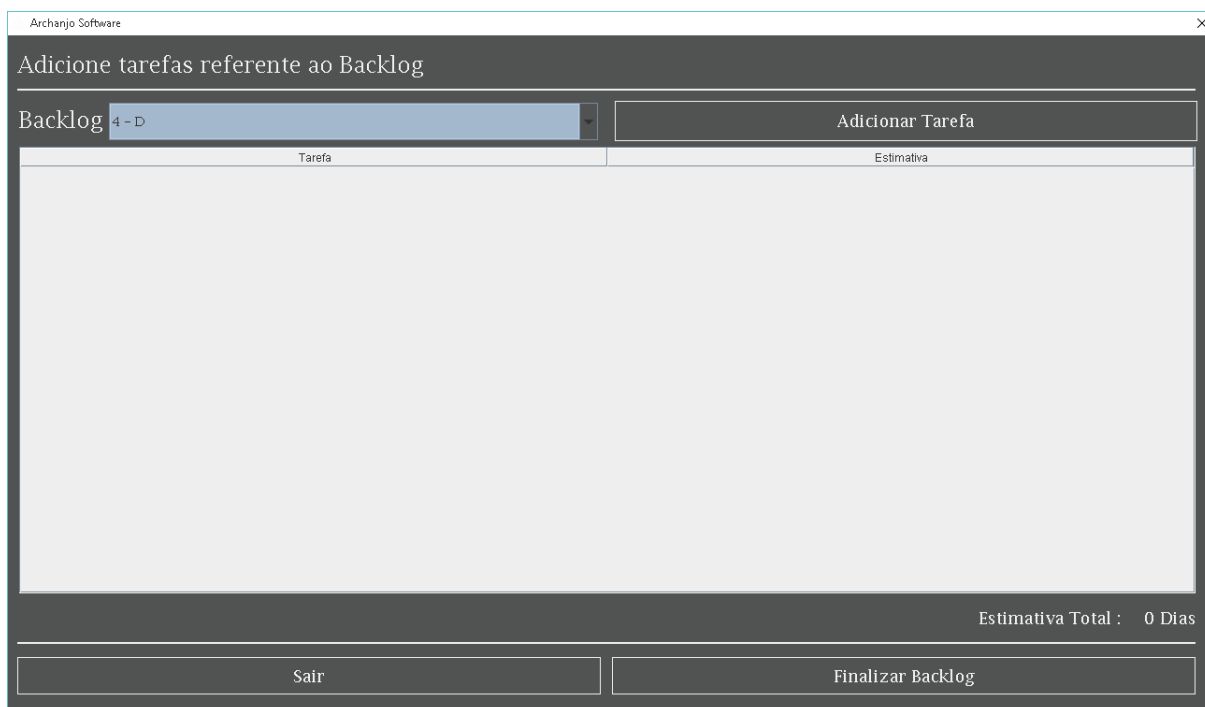 Archanjo Software
Adicione tarefas referente ao Backlog
Backlog 4 - D Adicionar Tarefa
Tarefa Estimativa
Estimativa Total : 0 Dias
Sair Finalizar Backlog